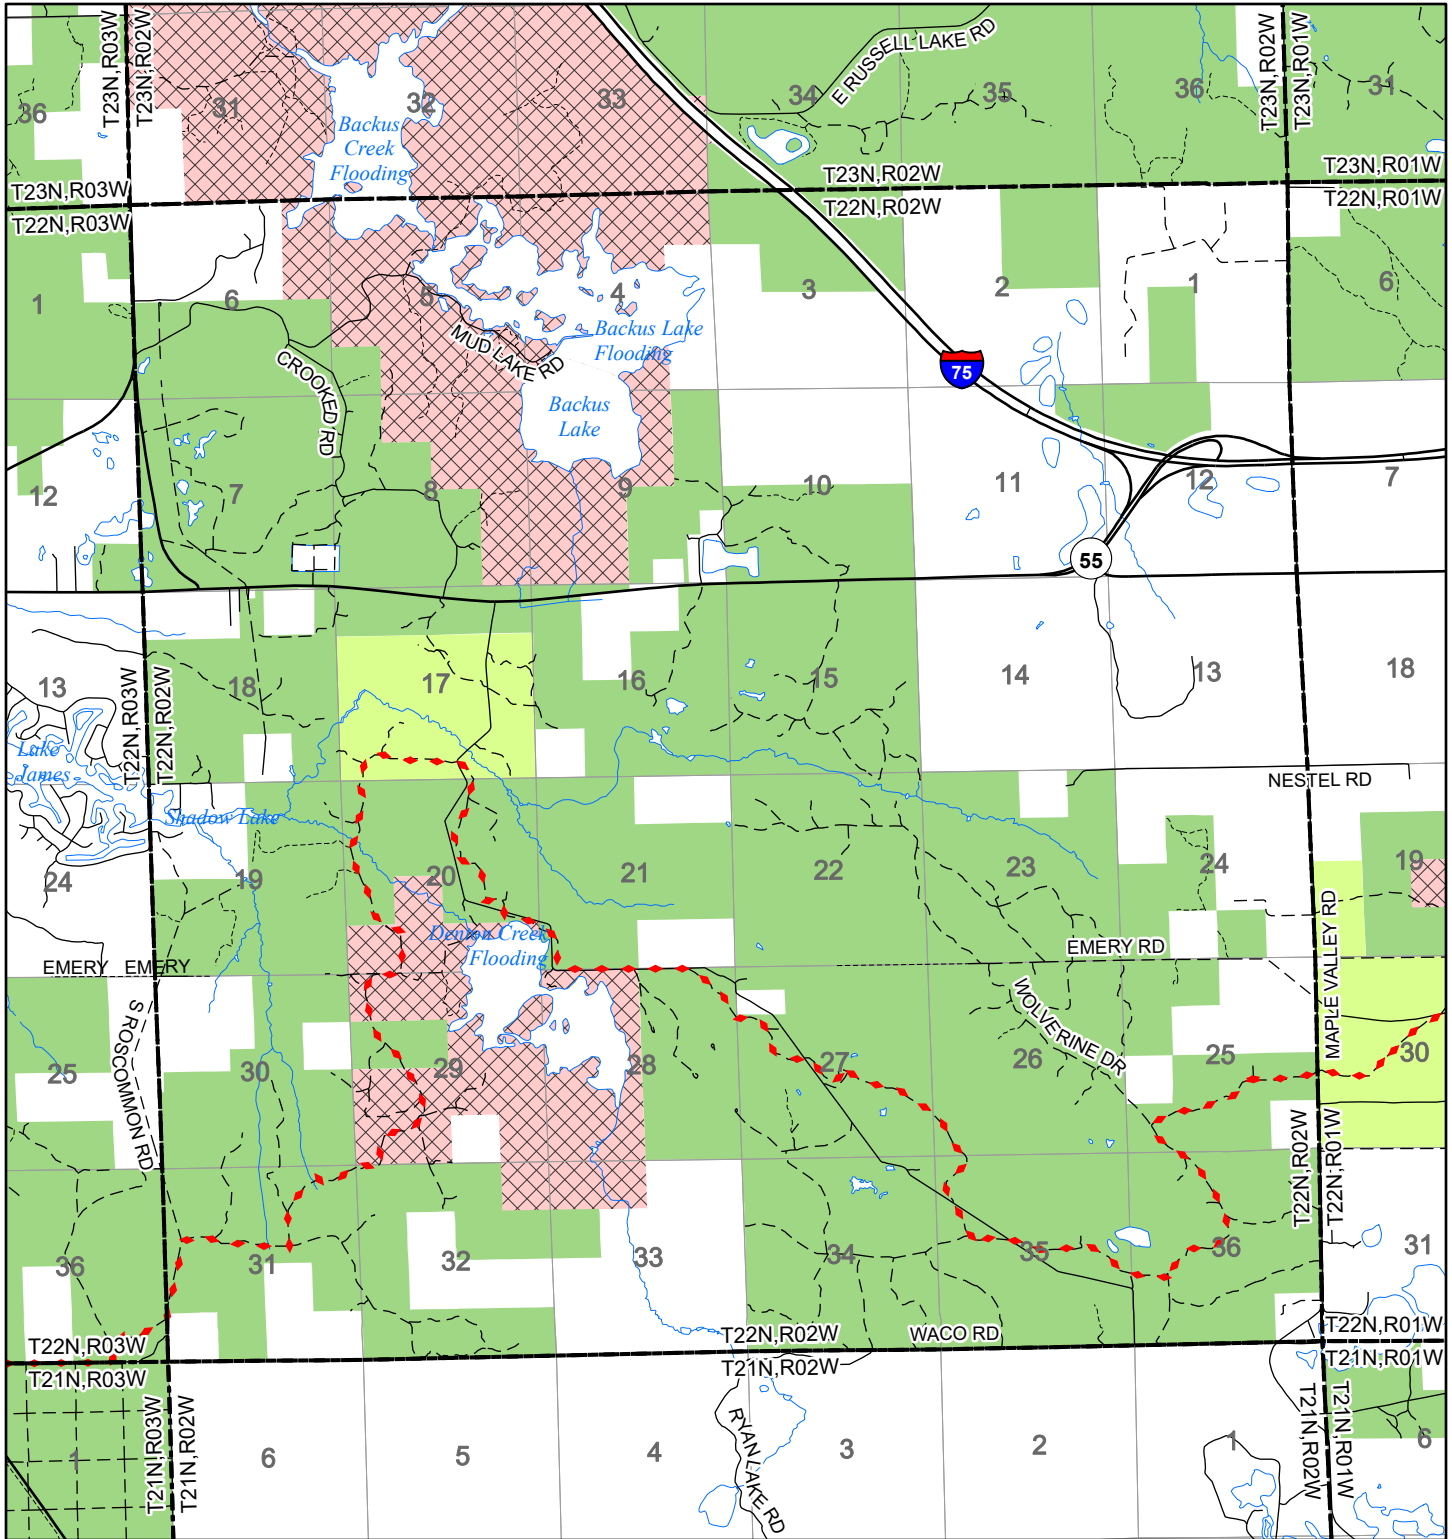 T23N,R03W
T23N,R02W
E RUSSELL LAKE RD
T23N,R02W
T23N,R01W
36
31
32
33
34
35
36
31
Backus
Creek
Flooding
T23N,R03W
T23N,R02W
T23N,R01W
T22N,R03W
T22N,R02W
T22N,R01W
1
6
5
4
3
2
1
6
Backus Lake
Flooding
MUD LAKE RD
CROOKED RD
75
Backus
Lake
12
7
8
9
10
11
12
7
55
T22N,R03W
T22N,R02W
13
18
17
16
15
14
13
18
Lake
James
NESTEL RD
Shadow Lake
24
19
20
21
22
23
24
19
MAPLE VALLEY RD
Denton Creek
Flooding
EMERY
EMERY
EMERY RD
S ROSCOMMON RD
WOLVERINE DR
25
30
29
28
27
26
25
30
T22N,R02W
T22N,R01W
36
31
32
33
34
35
36
31
T22N,R03W
T22N,R02W
WACO RD
T22N,R01W
T21N,R03W
T21N,R02W
T21N,R01W
T21N,R03W
T21N,R02W
RYAN LAKE RD
T21N,R02W
T21N,R01W
1
6
5
4
3
2
1
6